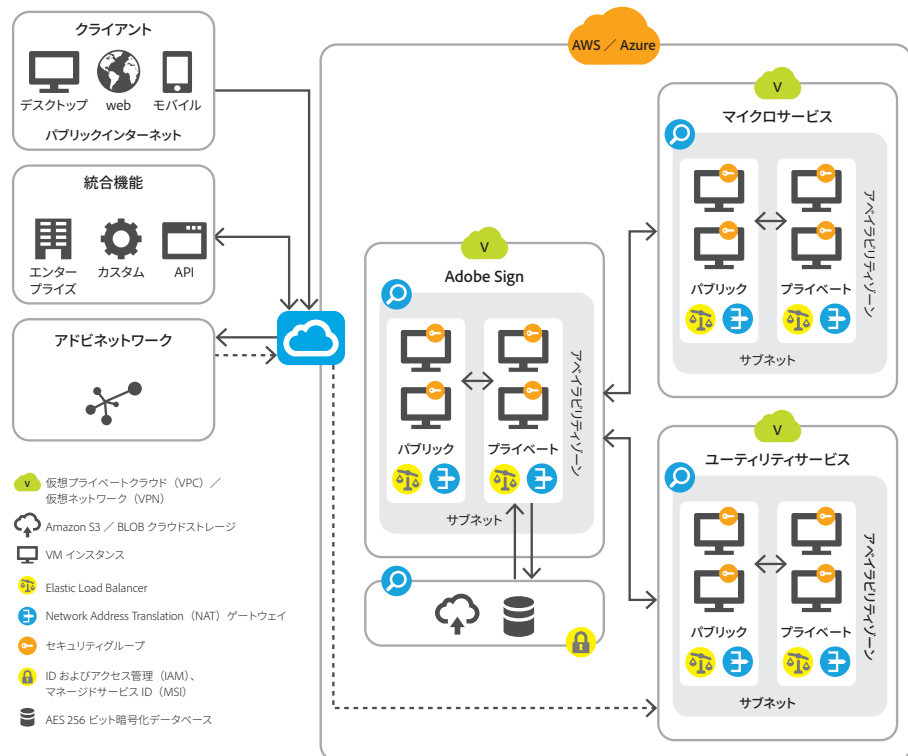 クライアント
デスクトップ
web
モバイル
パブリックインターネット
統合機能
エンター
プライズ
カスタム
API
アドビネットワーク
V 仮想プライベートクラウド（VPC）／
仮想ネットワーク（VPN）
Amazon S3 ／ BLOB クラウドストレージ
VM インスタンス
Elastic Load Balancer
Network Address Translation（NAT）ゲートウェイ
セキュリティグループ
ID およびアクセス管理（IAM）、
マネージドサービス ID（MSI）
AES 256 ビット暗号化データベース
AWS ／ Azure
V
Adobe Sign
パブリック
プライベート
サブネット
アベイラビリティゾーン
V
マイクロサービス
パブリック
プライベート
サブネット
アベイラビリティゾーン
V
ユーティリティサービス
パブリック
プライベート
サブネット
アベイラビリティゾーン